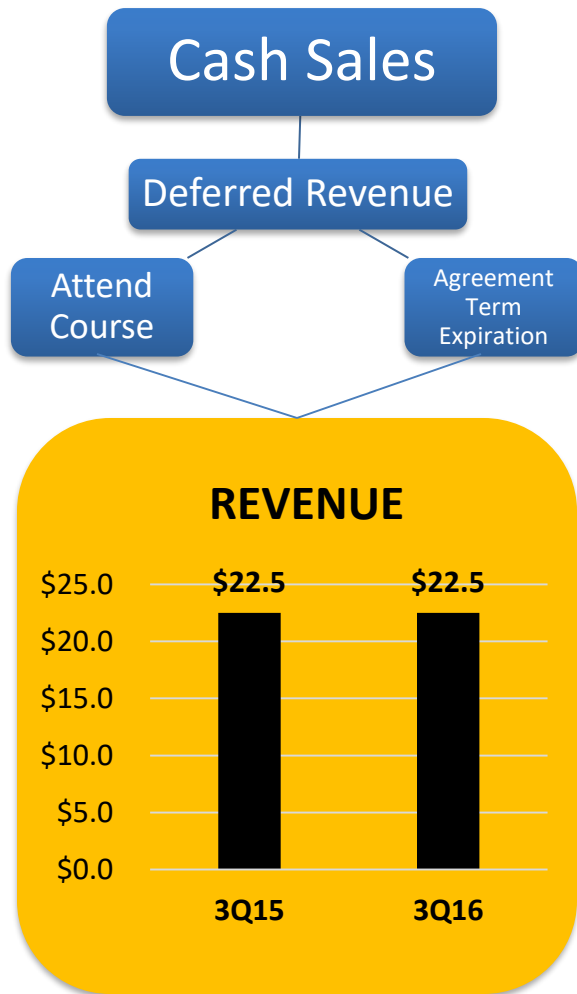 Cash Sales
Deferred Revenue
Attend
Course
Agreement
Term
Expiration
REVENUE
$25.0
$20.0
$15.0
$10.0
$5.0
$0.0
$22.5
$22.5
3Q15
3Q16